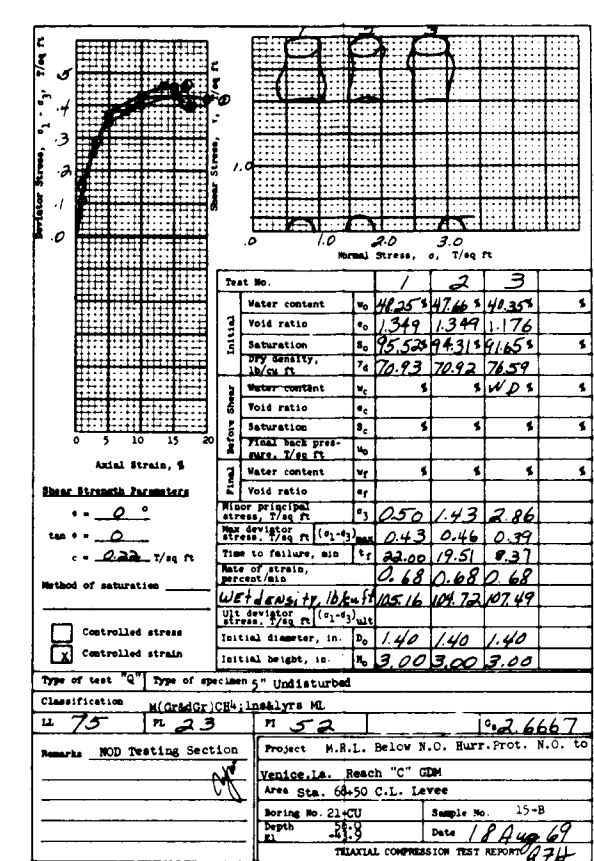 1 2 3
Deviator Stress, σ1 - σ3, T/sq ft
.5
.4
.3
.2
.1
.0
0 5 10 15 20
Axial Strain, %
Shear Stress, τ, T/sq ft
1.0
.0 1.0 2.0 3.0
Normal Stress, σ, T/sq ft
Test No. 1 2 3
Initial
Water content w0 48.25% 47.66% 40.35% %
Void ratio e0 1.349 1.349 1.176
Saturation S0 95.52% 94.31% 91.65% %
Dry density, lb/cu ft γd 70.93 70.92 76.59
Before Shear
Water content wc % % WD% %
Void ratio ec
Saturation Sc % % % %
Final back pressure, T/sq ft u0
Final
Water content wf % % % %
Void ratio ef
Minor principal stress, T/sq ft σ3 0.50 1.43 2.86
Max deviator stress, T/sq ft (σ1-σ3)max 0.43 0.46 0.39
Time to failure, min tf 22.00 19.51 8.37
Rate of strain, percent/min 0.68 0.68 0.68
Wet density, lb/cu ft 105.16 104.72 107.49
Ult deviator stress, T/sq ft (σ1-σ3)ult
Initial diameter, in. D0 1.40 1.40 1.40
Initial height, in. H0 3.00 3.00 3.00
Shear Strength Parameters
φ = 0 °
tan φ = 0
c = 0.22 T/sq ft
Method of saturation
Controlled stress
X Controlled strain
Type of test "Q" Type of specimen 5" Undisturbed
Classification M(Gr&dGr)CH4;lns&lyrs ML
LL 75 PL 23 PI 52 Gs 2.6667
Remarks NOD Testing Section
Project M.R.L. Below N.O. Hurr.Prot. N.O. to
Venice,La. Reach "C" GDM
Area Sta. 68+50 C.L. Levee
Boring No. 21-CU Sample No. 15-B
Depth
El Date 18 Aug 69
TRIAXIAL COMPRESSION TEST REPORT